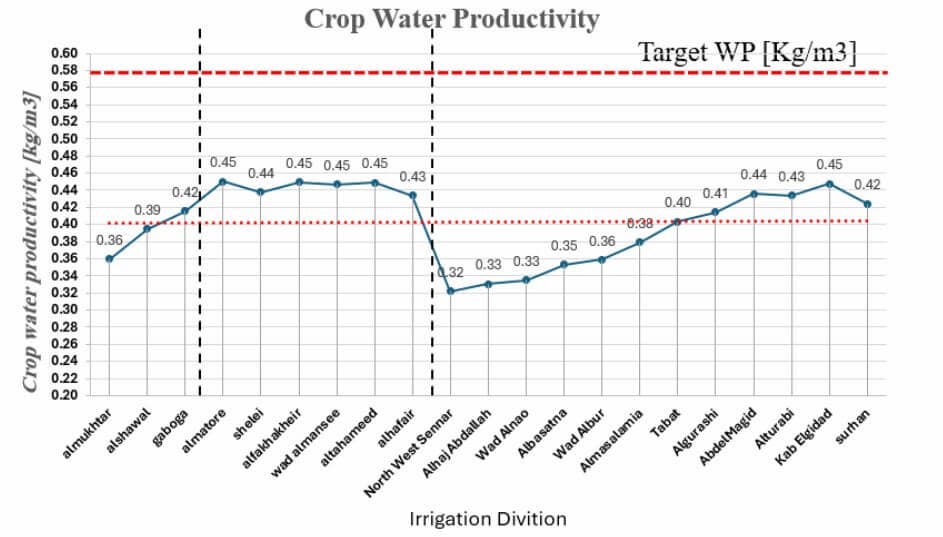 Crop Water Productivity
Target WP [Kg/m3]
Crop water productivity [kg/m3]
0.60
0.58
0.56
0.54
0.52
0.50
0.48
0.46
0.44
0.42
0.40
0.38
0.36
0.34
0.32
0.30
0.28
0.26
0.24
0.22
0.20
0.36
0.39
0.42
0.45
0.44
0.45
0.45
0.45
0.43
0.32
0.33
0.33
0.35
0.36
0.38
0.40
0.41
0.44
0.43
0.45
0.42
almukhtar
alshawal
gaboga
almatore
shelei
alfakhakheir
wad almansee
altahameed
alhafair
North West Sennar
Alhaj Abdallah
Wad Alnao
Albasatna
Wad Albur
Almasalamia
Tabat
Algurashi
AbdelMagid
Alturabi
Kab Elgidad
surhan
Irrigation Divition